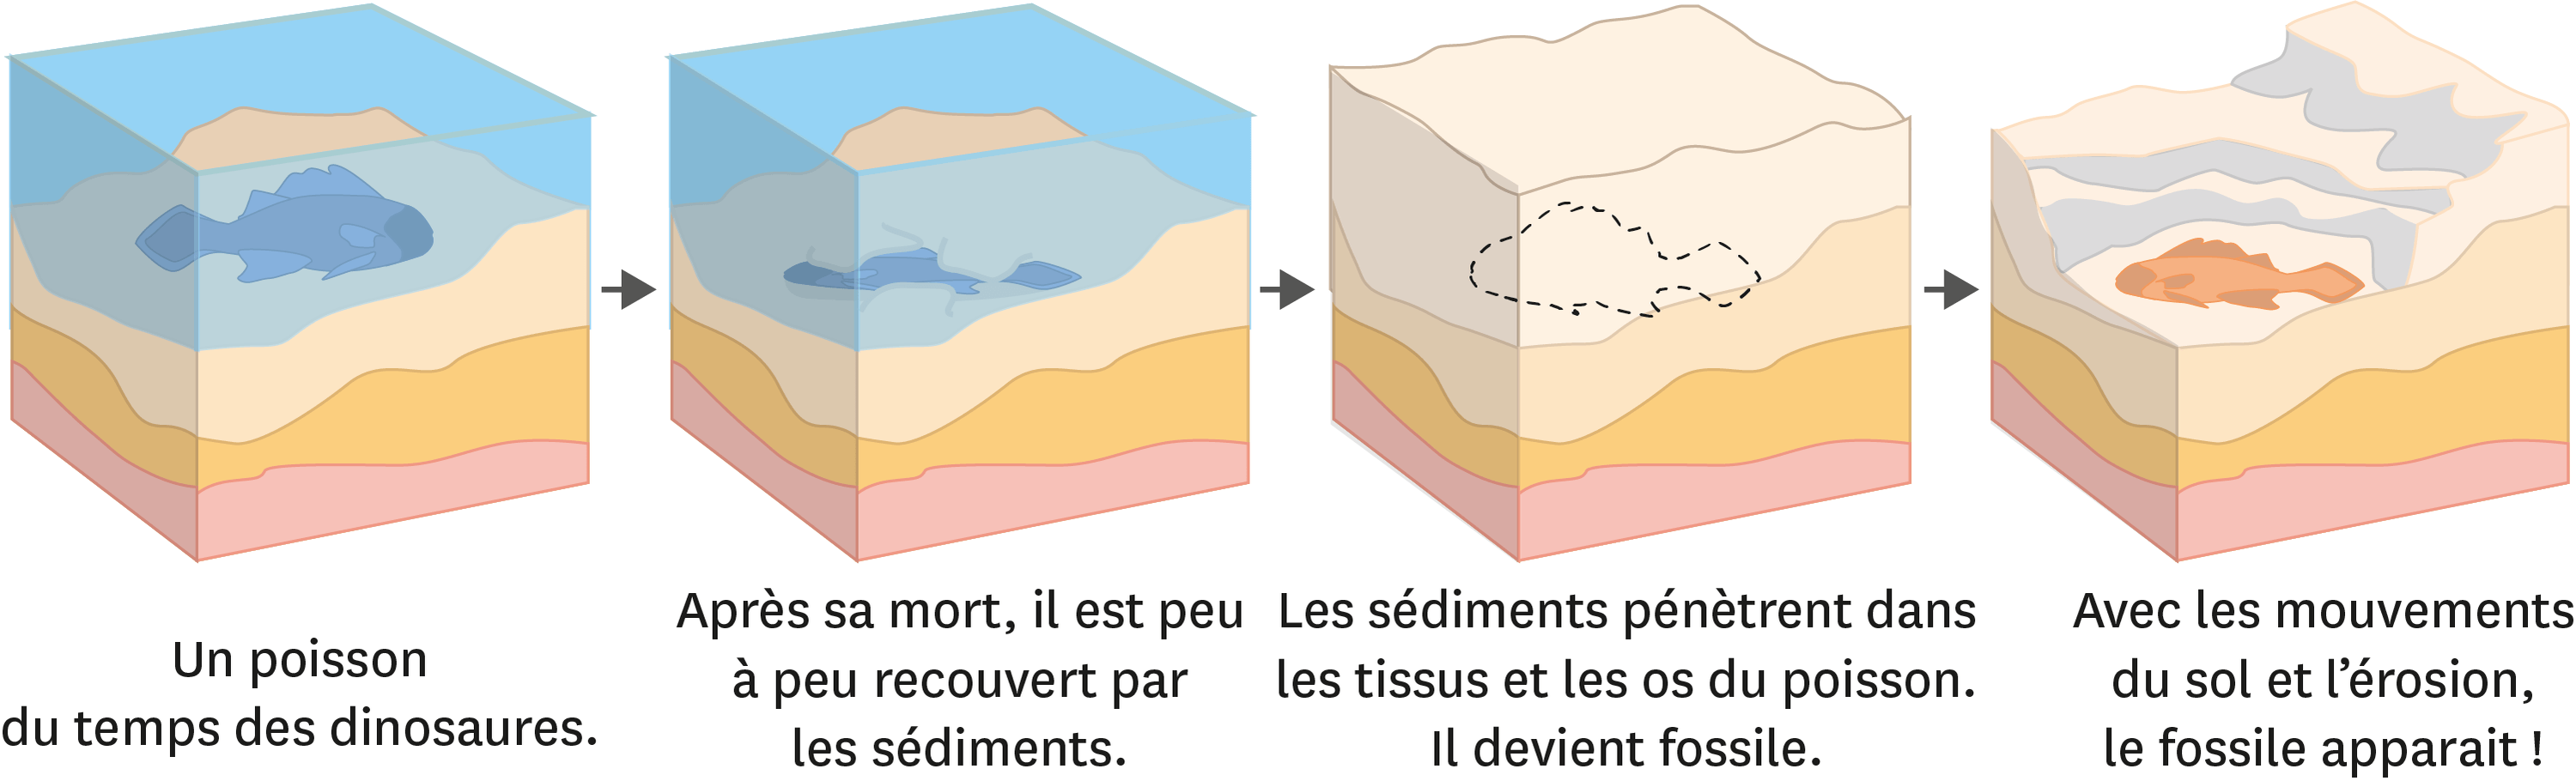 Un poisson
du temps des dinosaures.
Après sa mort, il est peu
à peu recouvert par
les sédiments.
Les sédiments pénètrent dans
les tissus et les os du poisson.
Il devient fossile.
Avec les mouvements
du sol et l’érosion,
le fossile apparait !